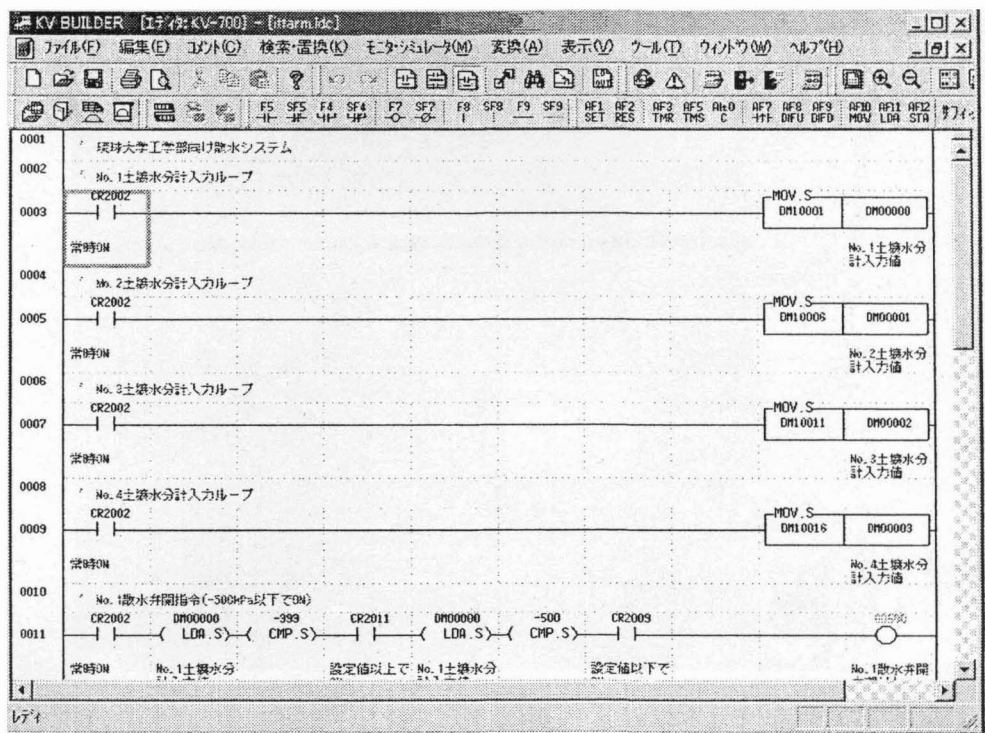 KV BUILDER [エディタ: KV-700] - [ittarm.ldc]
ファイル(F) 編集(E) コメント(C) 検索・置換(K) モニタ・シミュレータ(M) 変換(A) 表示(V) ツール(T) ウィンドウ(W) ヘルプ(H)
F5 SF5 F4 SF4 F7 SF7 F8 SF8 F9 SF9 AF1 AF2 AF3 AF5 Alt0 AF7 AF8 AF9 AF10 AF11 AF12
SET RES TMR TMS C DIFU DIFD MOV LDA STA
0001 琉球大学工学部向け散水システム
0002 No.1土壌水分計入力ループ
CR2002 MOV.S
0003 DM10001 DM00000
常時ON No.1土壌水分
計入力値
0004 No.2土壌水分計入力ループ
CR2002 MOV.S
0005 DM10006 DM00001
常時ON No.2土壌水分
計入力値
0006 No.3土壌水分計入力ループ
CR2002 MOV.S
0007 DM10011 DM00002
常時ON No.3土壌水分
計入力値
0008 No.4土壌水分計入力ループ
CR2002 MOV.S
0009 DM10016 DM00003
常時ON No.4土壌水分
計入力値
0010 No.1散水弁開指令(-500HPa以下でON)
CR2002 DM00000 -399 CR2011 DM00000 -500 CR2009
0011 LDA.S CMP.S LDA.S CMP.S
常時ON No.1土壌水分 設定値以上で No.1土壌水分 設定値以下で No.1散水弁開
レディ